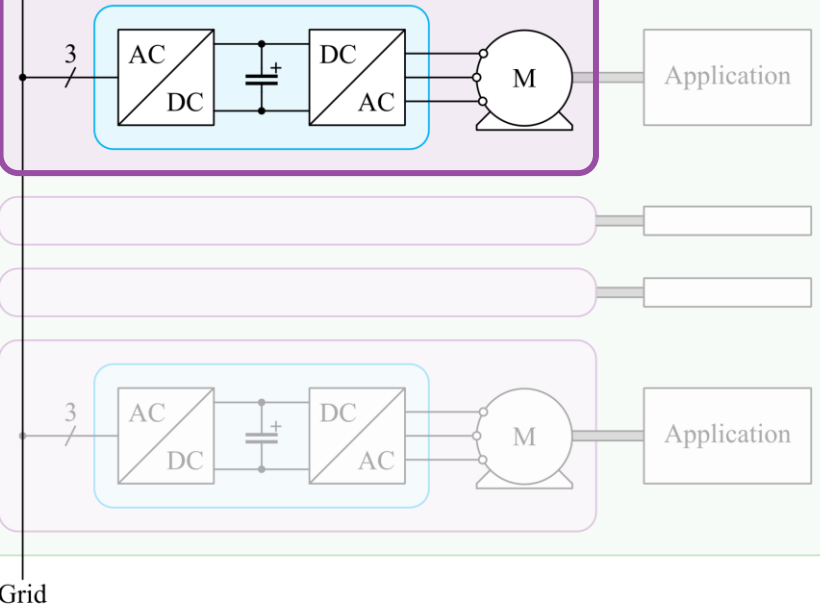 3
AC
DC
+
DC
AC
M
Application
3
AC
DC
+
DC
AC
M
Application
Grid